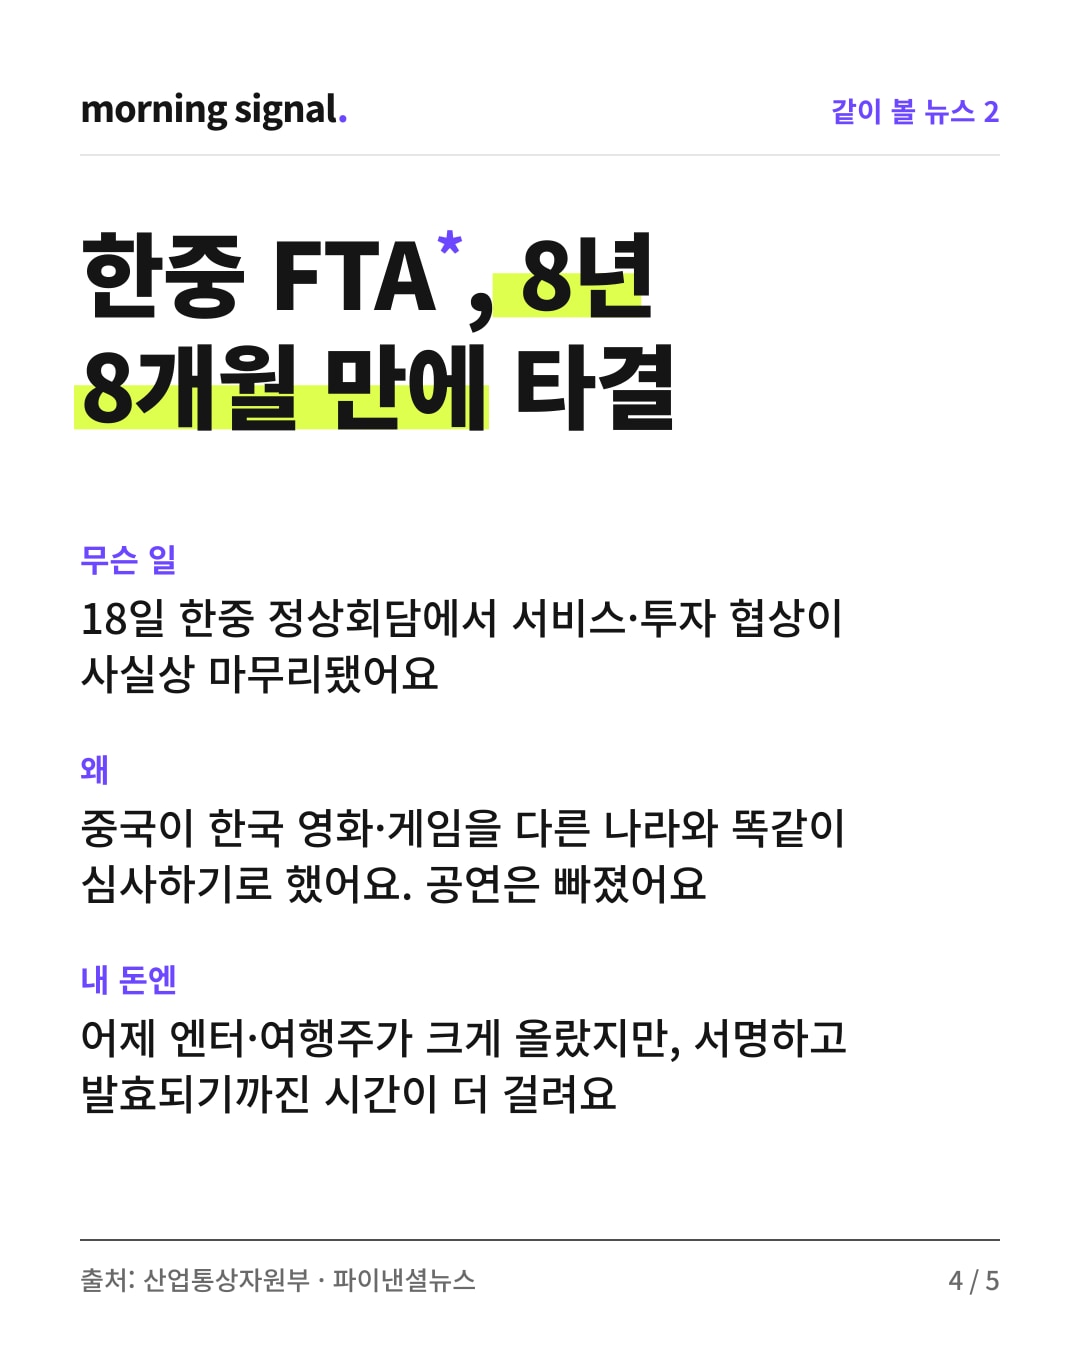 morning signal.
같이 볼 뉴스 2
한중 FTA*, 8년
8개월 만에 타결
무슨 일
18일 한중 정상회담에서 서비스·투자 협상이
사실상 마무리됐어요
왜
중국이 한국 영화·게임을 다른 나라와 똑같이
심사하기로 했어요. 공연은 빠졌어요
내 돈엔
어제 엔터·여행주가 크게 올랐지만, 서명하고
발효되기까진 시간이 더 걸려요
출처: 산업통상자원부 · 파이낸셜뉴스
4 / 5